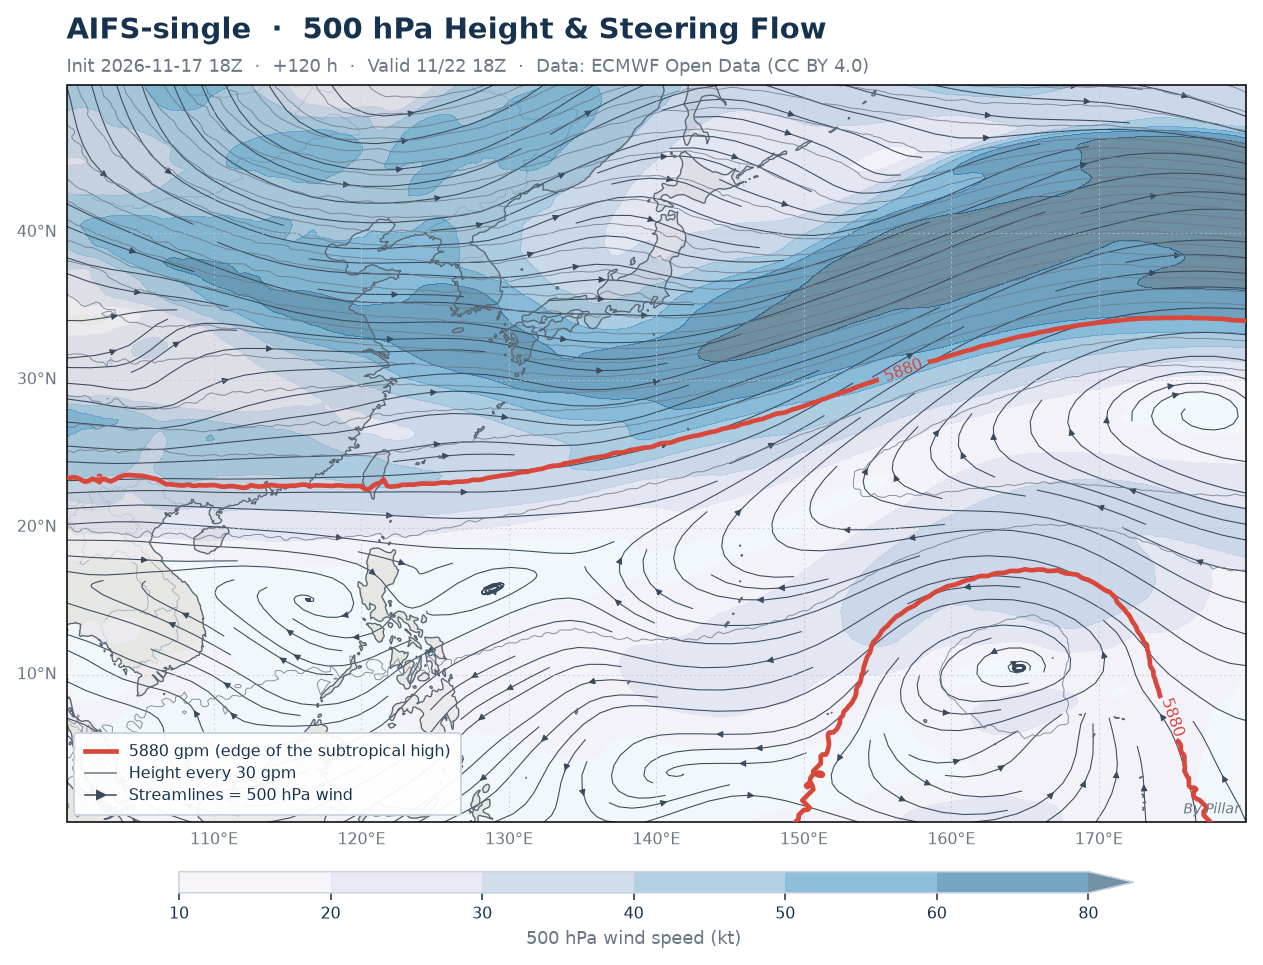 AIFS-single · 500 hPa Height & Steering Flow
Init 2026-11-17 18Z · +120 h · Valid 11/22 18Z · Data: ECMWF Open Data (CC BY 4.0)
40°N
30°N
20°N
10°N
5880
5880
5880 gpm (edge of the subtropical high)
Height every 30 gpm
Streamlines = 500 hPa wind
By Pillar
110°E 120°E 130°E 140°E 150°E 160°E 170°E
10 20 30 40 50 60 80
500 hPa wind speed (kt)